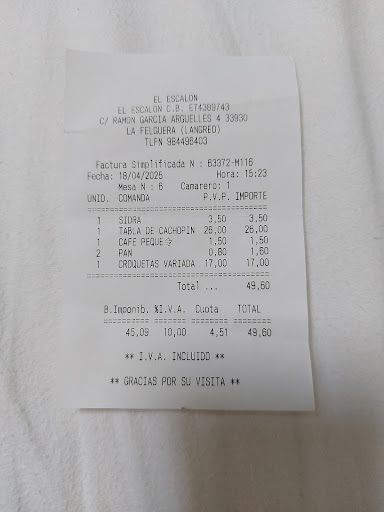 EL ESCALON
EL ESCALON C.B. E74389743
C/ RAMON GARCIA ARGUELLES 4 33930
LA FELGUERA (LANGREO)
TLFN 984496403
Factura Simplificada N : 63372-M116
Fecha: 18/04/2025 Hora: 15:23
Mesa N : 6 Camarero: 1
UNID. COMANDA P.V.P. IMPORTE
1 SIDRA 3,50 3,50
1 TABLA DE CACHOPIN 26,00 26,00
1 CAFE PEQUE 1,50 1,50
2 PAN 0,80 1,60
1 CROQUETAS VARIADA 17,00 17,00
Total ... 49,60
B.Imponib. %I.V.A. Cuota TOTAL
45,09 10,00 4,51 49,60
** I.V.A. INCLUIDO **
** GRACIAS POR SU VISITA **